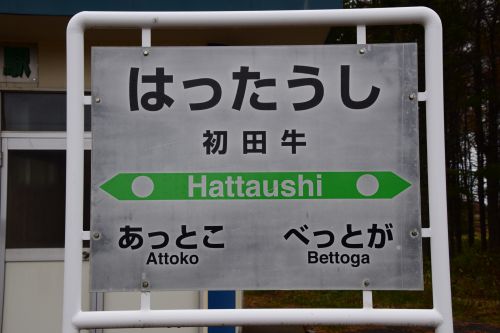 はったうし
初田牛
Hattaushi
あっとこ べっとが
Attoko Bettoga